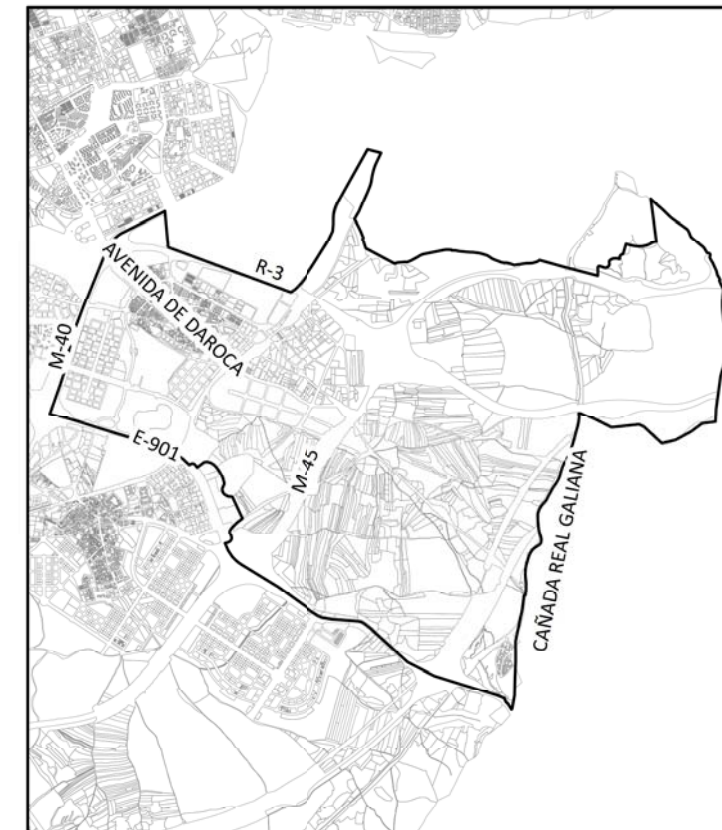 R-3
AVENIDA DE DAROCA
M-40
E-901
M-45
CAÑADA REAL GALIANA